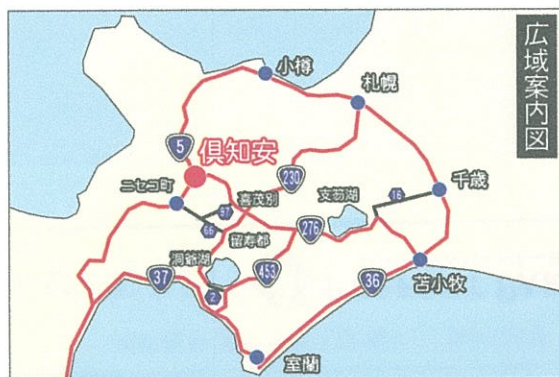 広域案内図
小樽
札幌
5
倶知安
ニセコ町
喜茂別
230
支笏湖
16
千歳
97
66
留寿都
276
洞爺湖
37
453
2
36
苫小牧
室蘭